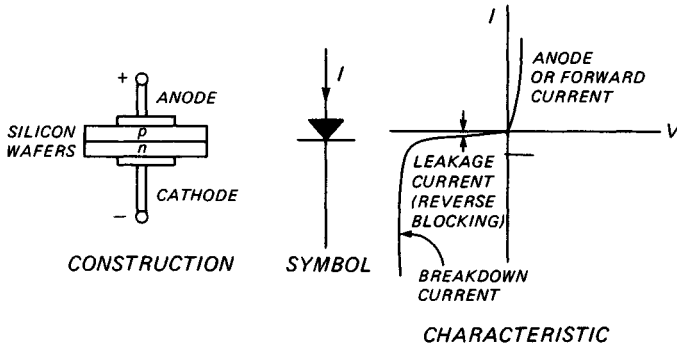 +
ANODE
SILICON
WAFERS
p
n
CATHODE
−
CONSTRUCTION
I
SYMBOL
I
ANODE
OR FORWARD
CURRENT
V
LEAKAGE
CURRENT
(REVERSE
BLOCKING)
BREAKDOWN
CURRENT
CHARACTERISTIC